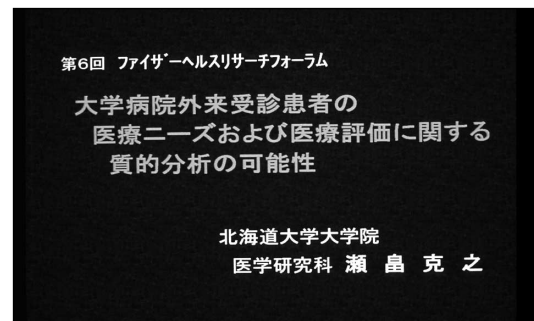 第6回 ファイザーヘルスリサーチフォーラム
大学病院外来受診患者の
医療ニーズおよび医療評価に関する
質的分析の可能性
北海道大学大学院
医学研究科 瀬 畠 克 之